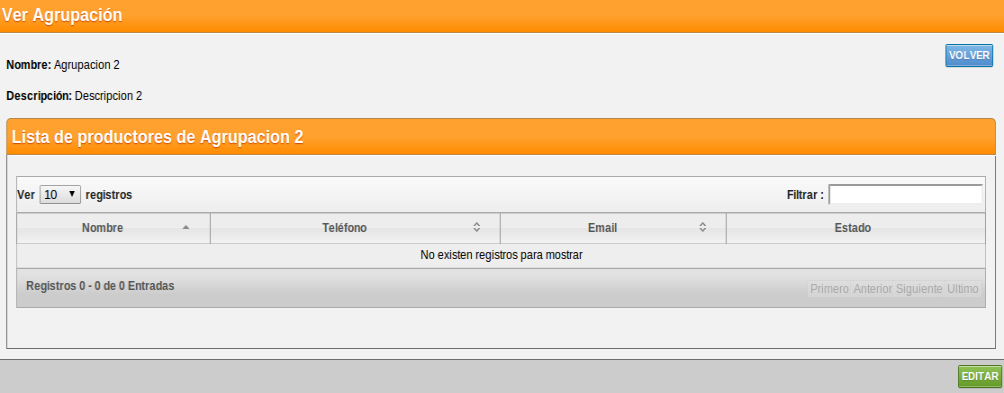 Ver Agrupación
VOLVER
Nombre: Agrupacion 2
Descripción: Descripcion 2
Lista de productores de Agrupacion 2
Ver 10 registros Filtrar :
Nombre Teléfono Email Estado
No existen registros para mostrar
Registros 0 - 0 de 0 Entradas
Primero Anterior Siguiente Ultimo
EDITAR